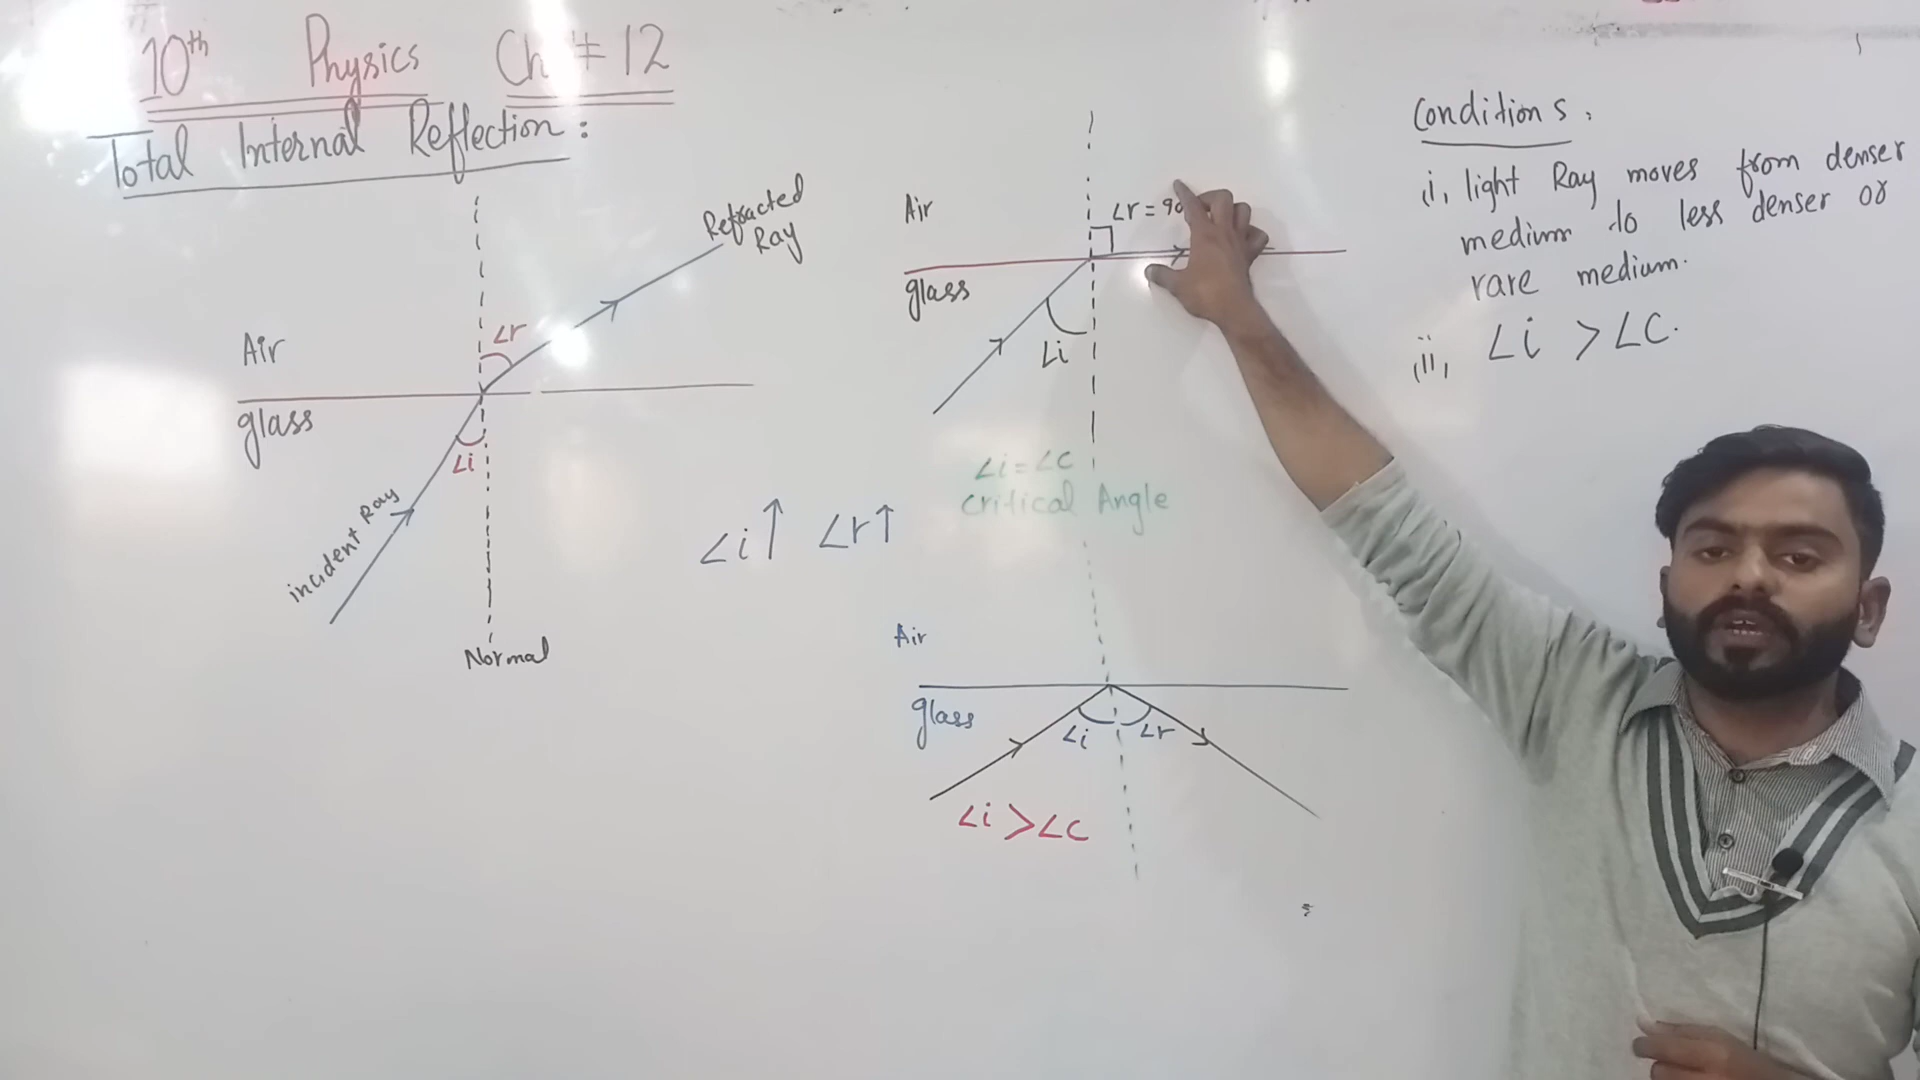 10th Physics Ch # 12
Total Internal Reflection:
Refracted
Ray
∠r
Air
glass
∠i
incident Ray
Normal
∠i↑ ∠r↑
Air
∠r = 90
glass
∠i
∠i = ∠c
critical Angle
Air
glass
∠i ∠r
∠i > ∠c
Conditions:
(i, light Ray moves from denser
medium to less denser or
rare medium.
(ii, ∠i > ∠C.